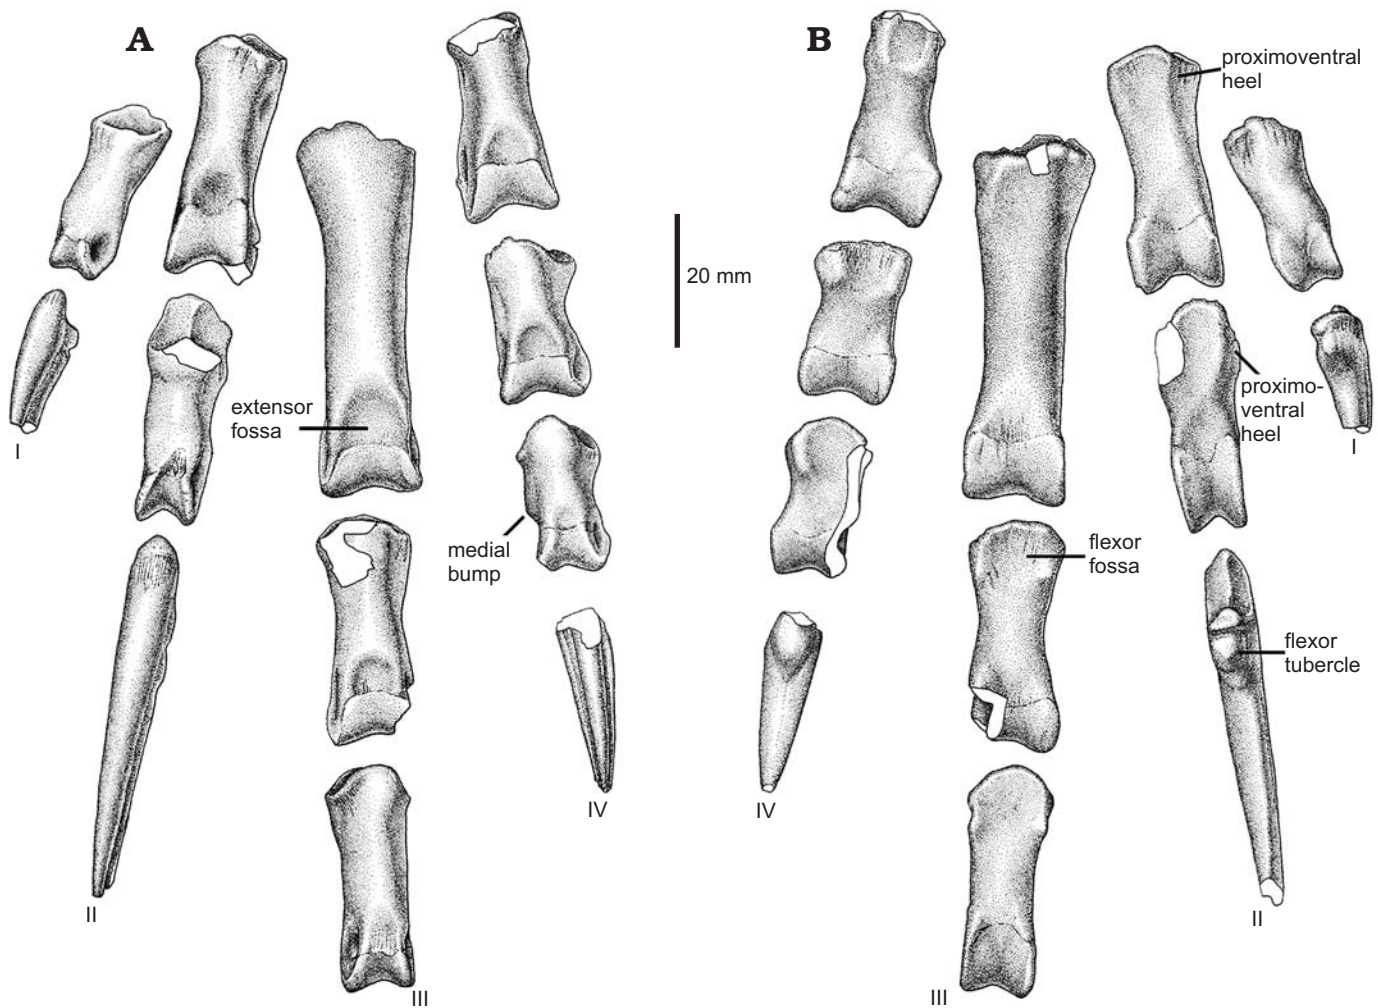 A
extensor
fossa
medial
bump
I
II
III
IV
20 mm
B
proximoventral
heel
proximo-
ventral
heel
flexor
fossa
flexor
tubercle
IV
III
II
I